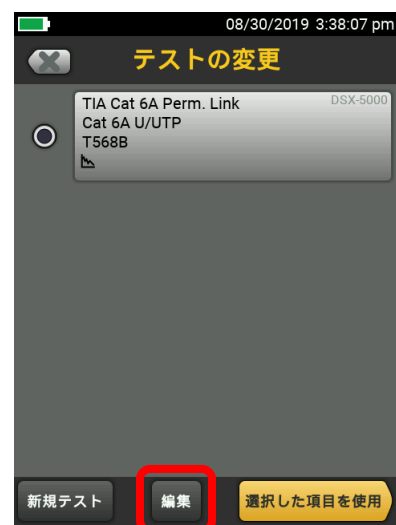 08/30/2019 3:38:07 pm
テストの変更
TIA Cat 6A Perm. Link
DSX-5000
Cat 6A U/UTP
T568B
新規テスト
編集
選択した項目を使用